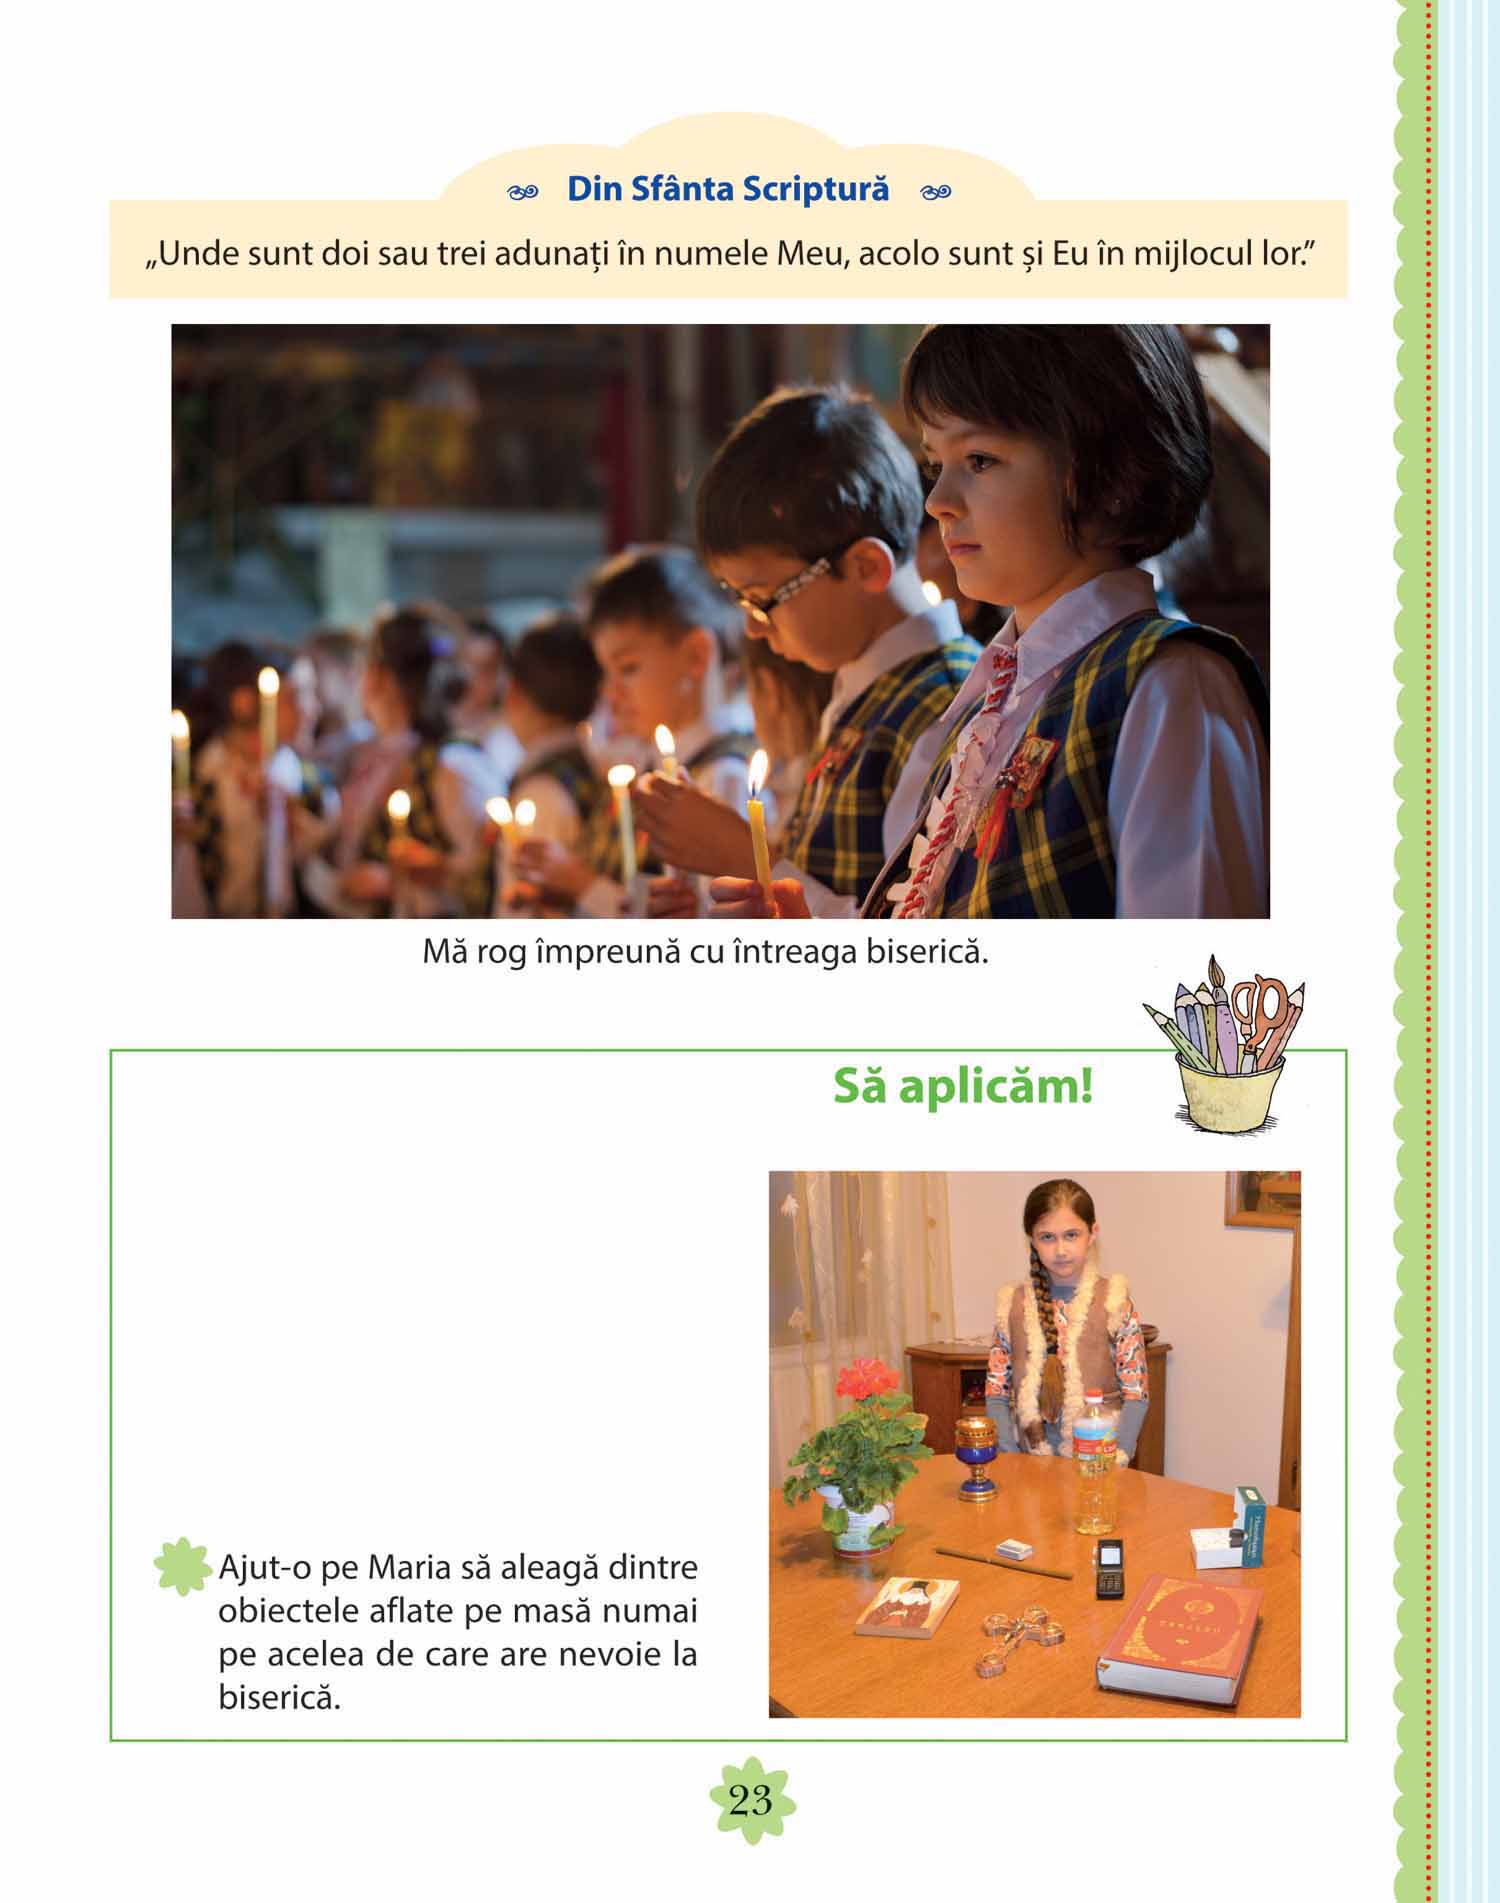 Din Sfânta Scriptură
„Unde sunt doi sau trei adunați în numele Meu, acolo sunt și Eu în mijlocul lor.”
Mă rog împreună cu întreaga biserică.
Să aplicăm!
Ajut-o pe Maria să aleagă dintre
obiectele aflate pe masă numai
pe acelea de care are nevoie la
biserică.
23